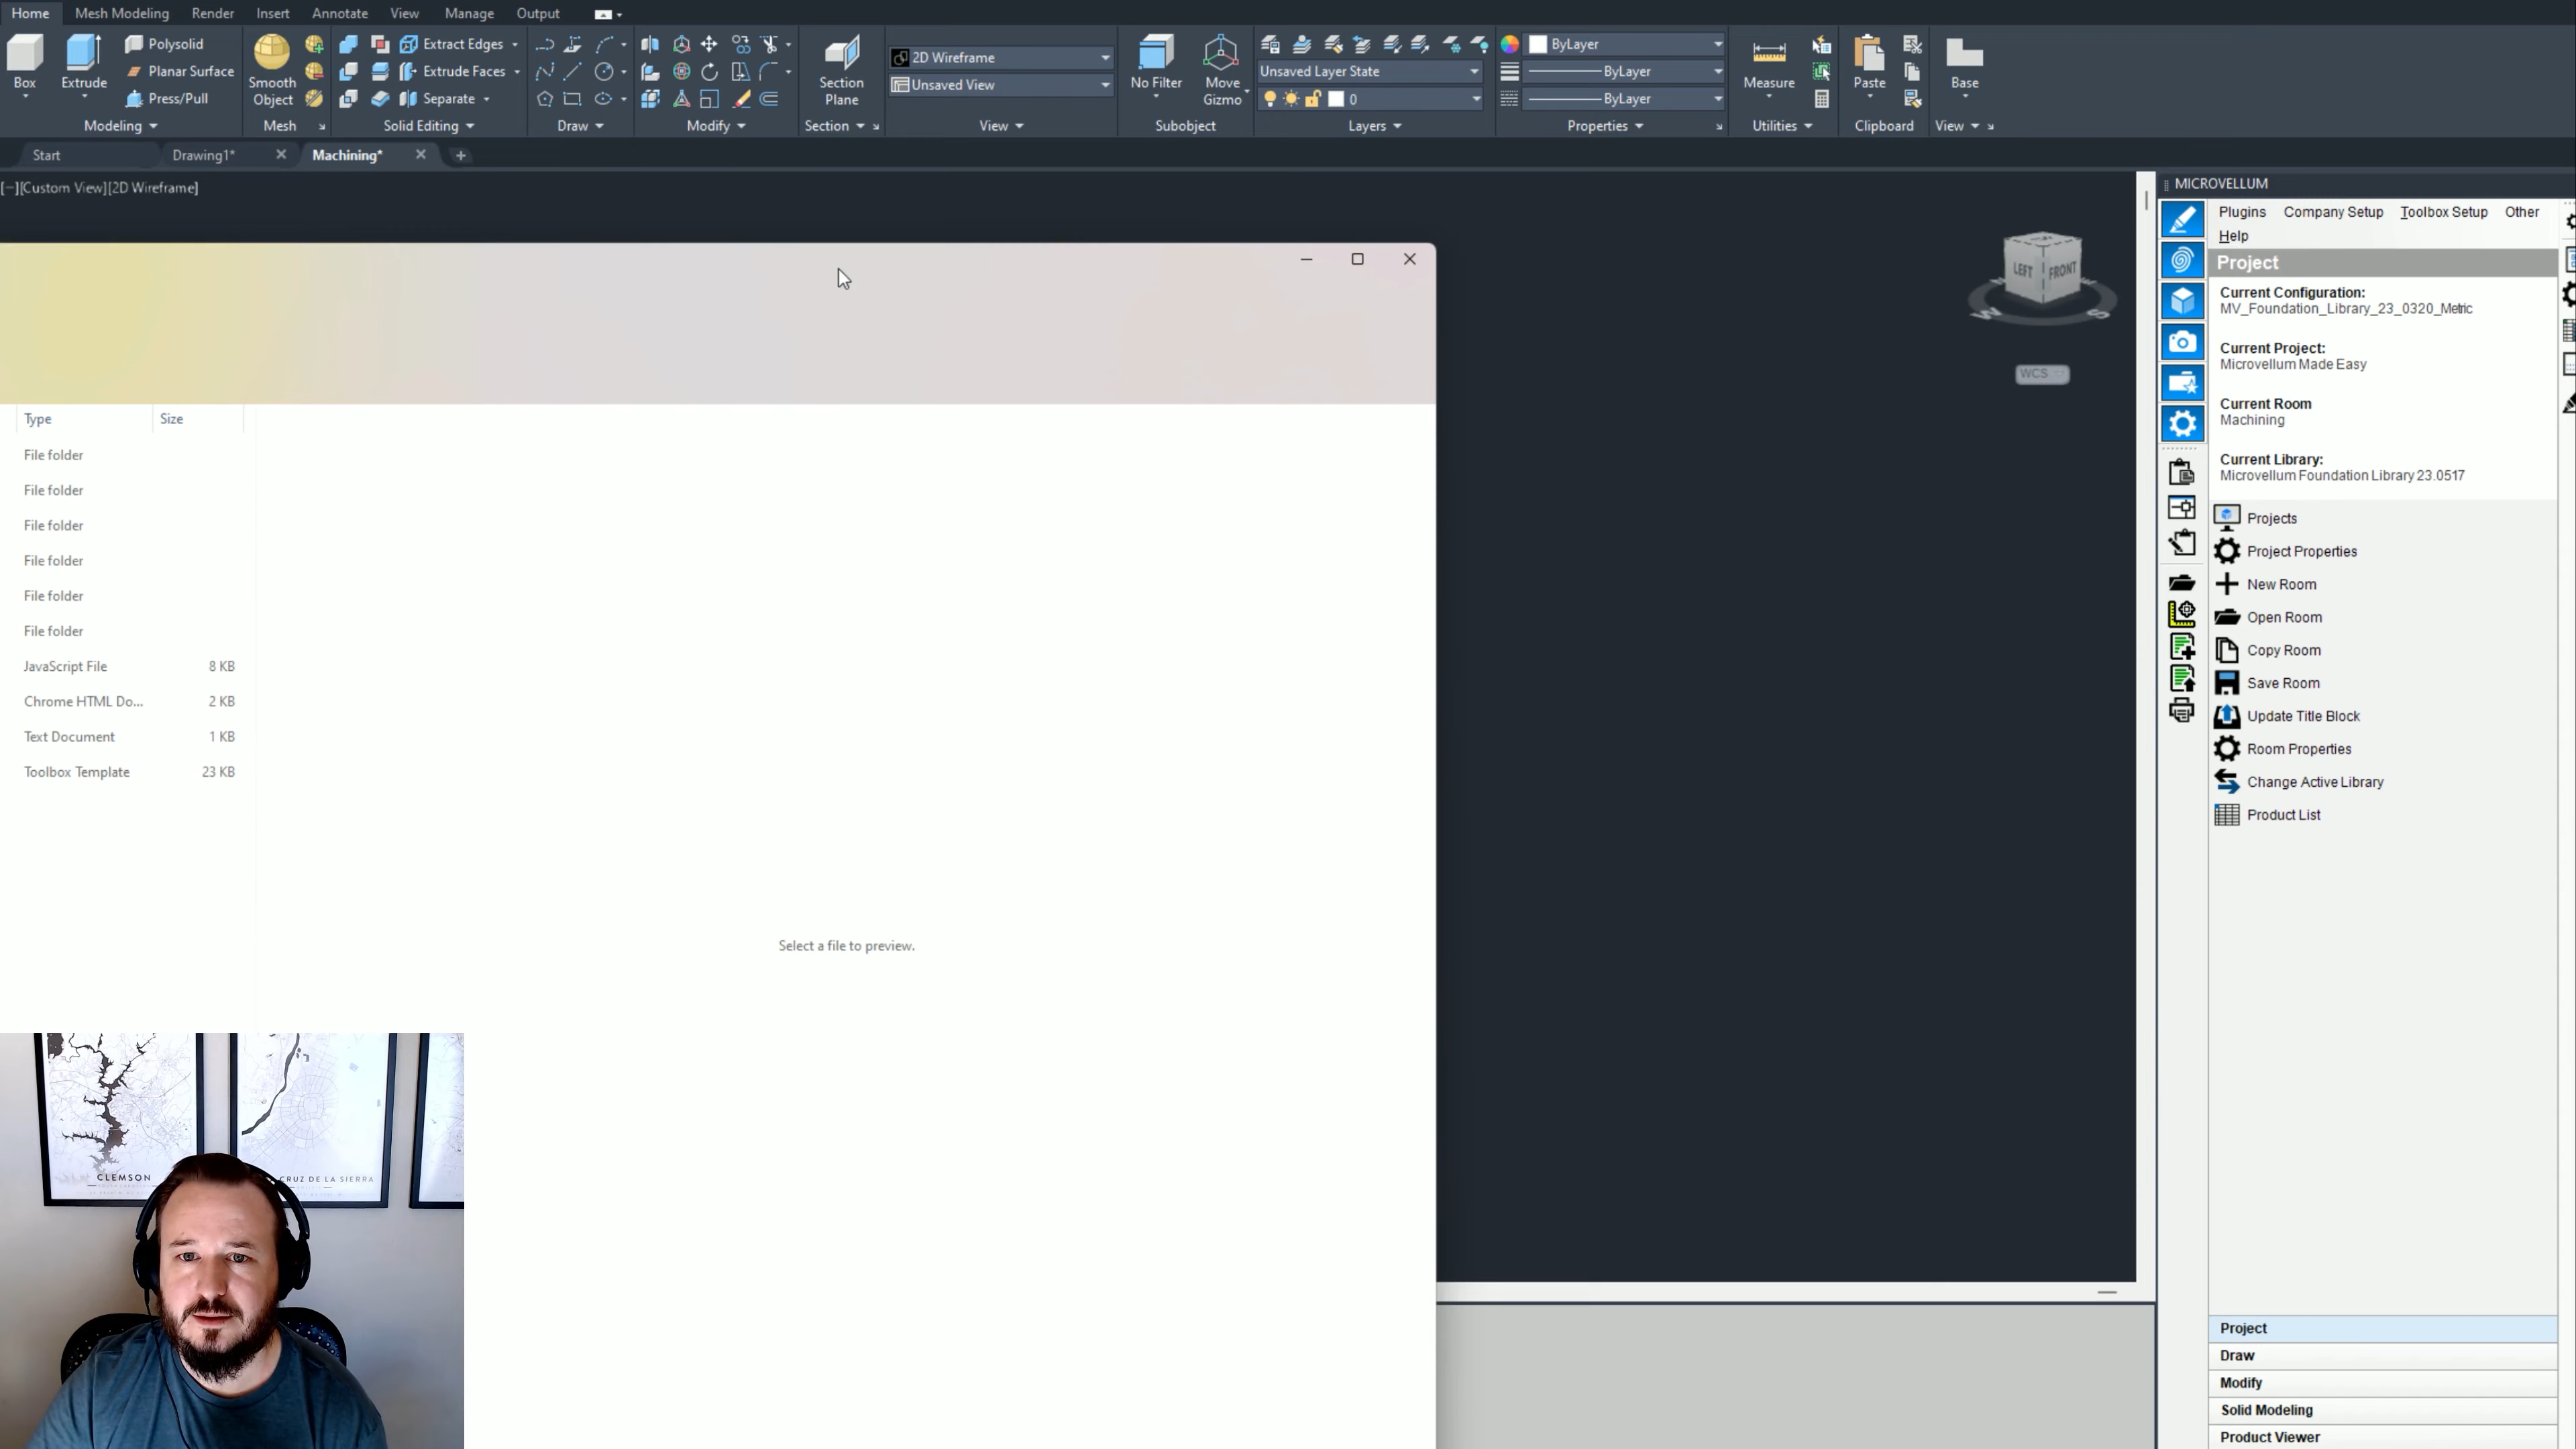 Home Mesh Modeling Render Insert Annotate View Manage Output
Box Extrude Polysolid Planar Surface Press/Pull
Modeling
Smooth Object
Mesh
Extract Edges
Extrude Faces
Separate
Solid Editing
Draw
Modify
Section Plane
Section
2D Wireframe
Unsaved View
View
No Filter
Move Gizmo
Subobject
Unsaved Layer State
0
Layers
ByLayer
ByLayer
ByLayer
Properties
Measure
Utilities
Paste
Clipboard
Base
View
Start Drawing1* Machining*
[−][Custom View][2D Wireframe]
LEFT FRONT
W S
WCS
Type Size
File folder
File folder
File folder
File folder
File folder
File folder
JavaScript File 8 KB
Chrome HTML Do... 2 KB
Text Document 1 KB
Toolbox Template 23 KB
Select a file to preview.
CLEMSON
CRUZ DE LA SIERRA
MICROVELLUM
Plugins Company Setup Toolbox Setup Other
Help
Project
Current Configuration:
MV_Foundation_Library_23_0320_Metric
Current Project:
Microvellum Made Easy
Current Room
Machining
Current Library:
Microvellum Foundation Library 23.0517
Projects
Project Properties
New Room
Open Room
Copy Room
Save Room
Update Title Block
Room Properties
Change Active Library
Product List
Project
Draw
Modify
Solid Modeling
Product Viewer